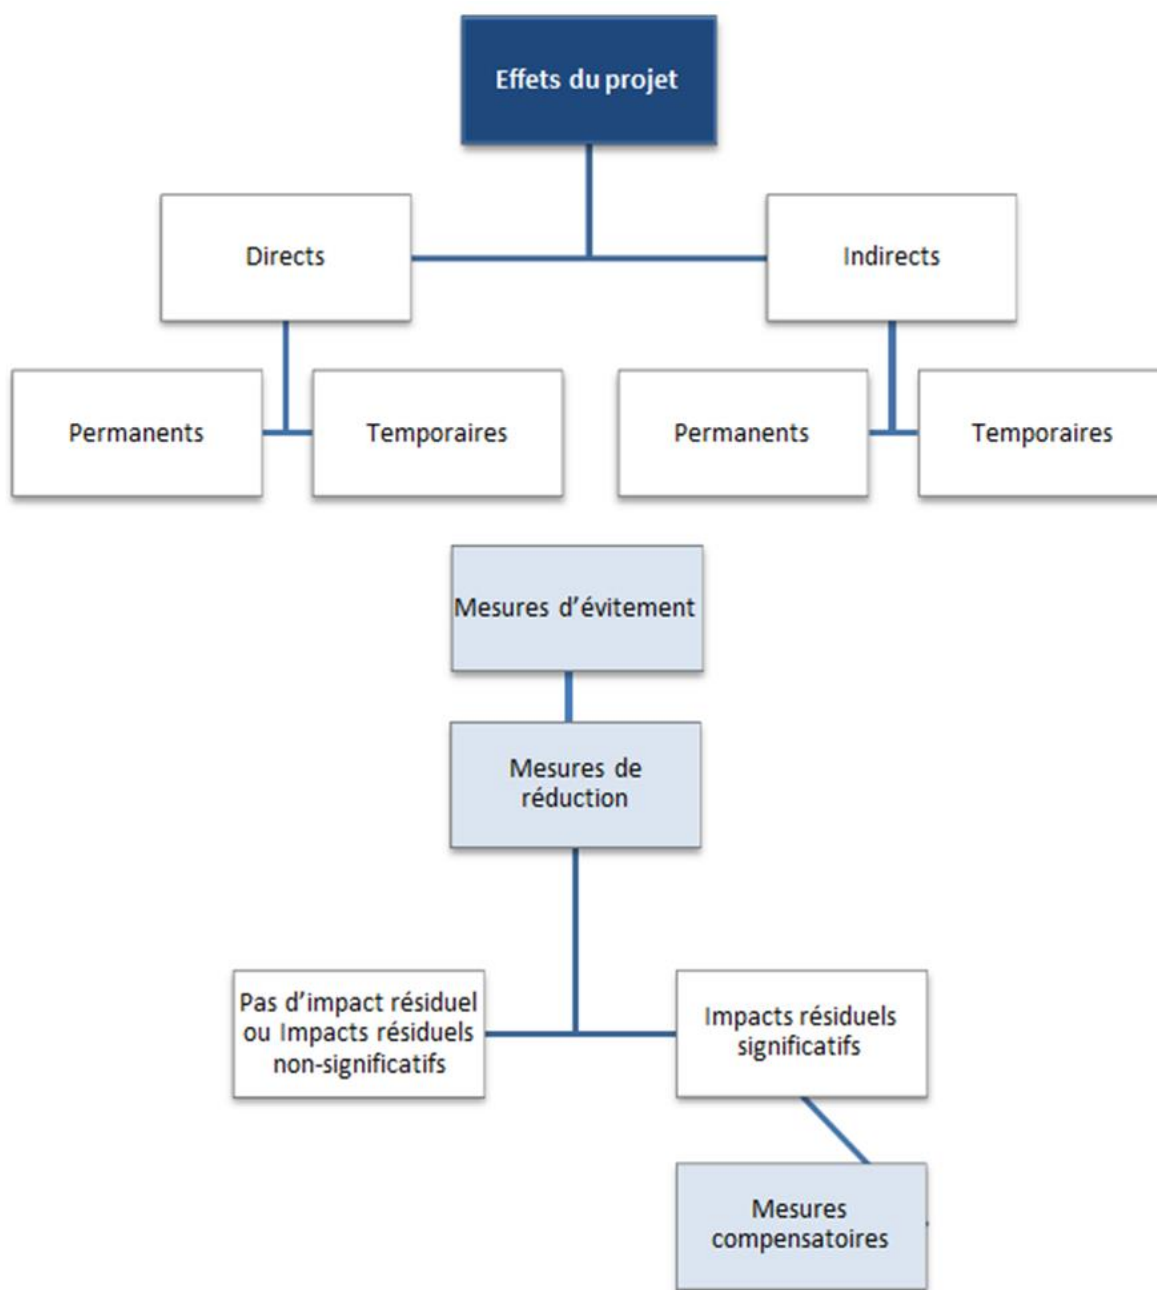 Effets du projet
Directs
Indirects
Permanents
Temporaires
Permanents
Temporaires
Mesures d’évitement
Mesures de
réduction
Pas d’impact résiduel
ou Impacts résiduels
non-significatifs
Impacts résiduels
significatifs
Mesures
compensatoires